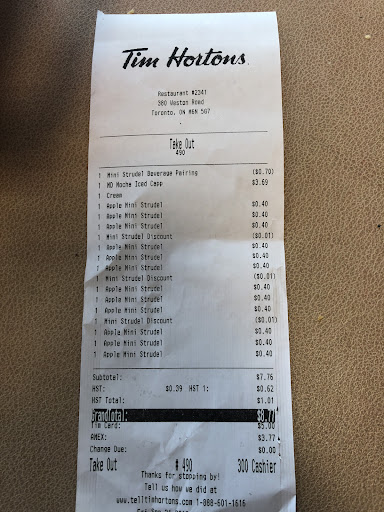 Tim Hortons
Restaurant #2341
380 Weston Road
Toronto, ON M6N 5G7
Take Out
490
1 Mini Strudel Beverage Pairing ($0.70)
1 MD Mocha Iced Capp $3.69
1 Cream
1 Apple Mini Strudel $0.40
1 Apple Mini Strudel $0.40
1 Apple Mini Strudel $0.40
1 Mini Strudel Discount ($0.01)
1 Apple Mini Strudel $0.40
1 Apple Mini Strudel $0.40
1 Apple Mini Strudel $0.40
1 Mini Strudel Discount ($0.01)
1 Apple Mini Strudel $0.40
1 Apple Mini Strudel $0.40
1 Apple Mini Strudel $0.40
1 Mini Strudel Discount ($0.01)
1 Apple Mini Strudel $0.40
1 Apple Mini Strudel $0.40
1 Apple Mini Strudel $0.40
Subtotal: $7.76
HST: $0.39 HST 1: $0.62
HST Total: $1.01
GrandTotal: $8.77
Tim Card: $5.00
AMEX: $3.77
Change Due: $0.00
Take Out # 490 300 Cashier
Thanks for stopping by!
Tell us how we did at
www.telltimhortons.com 1-888-601-1616